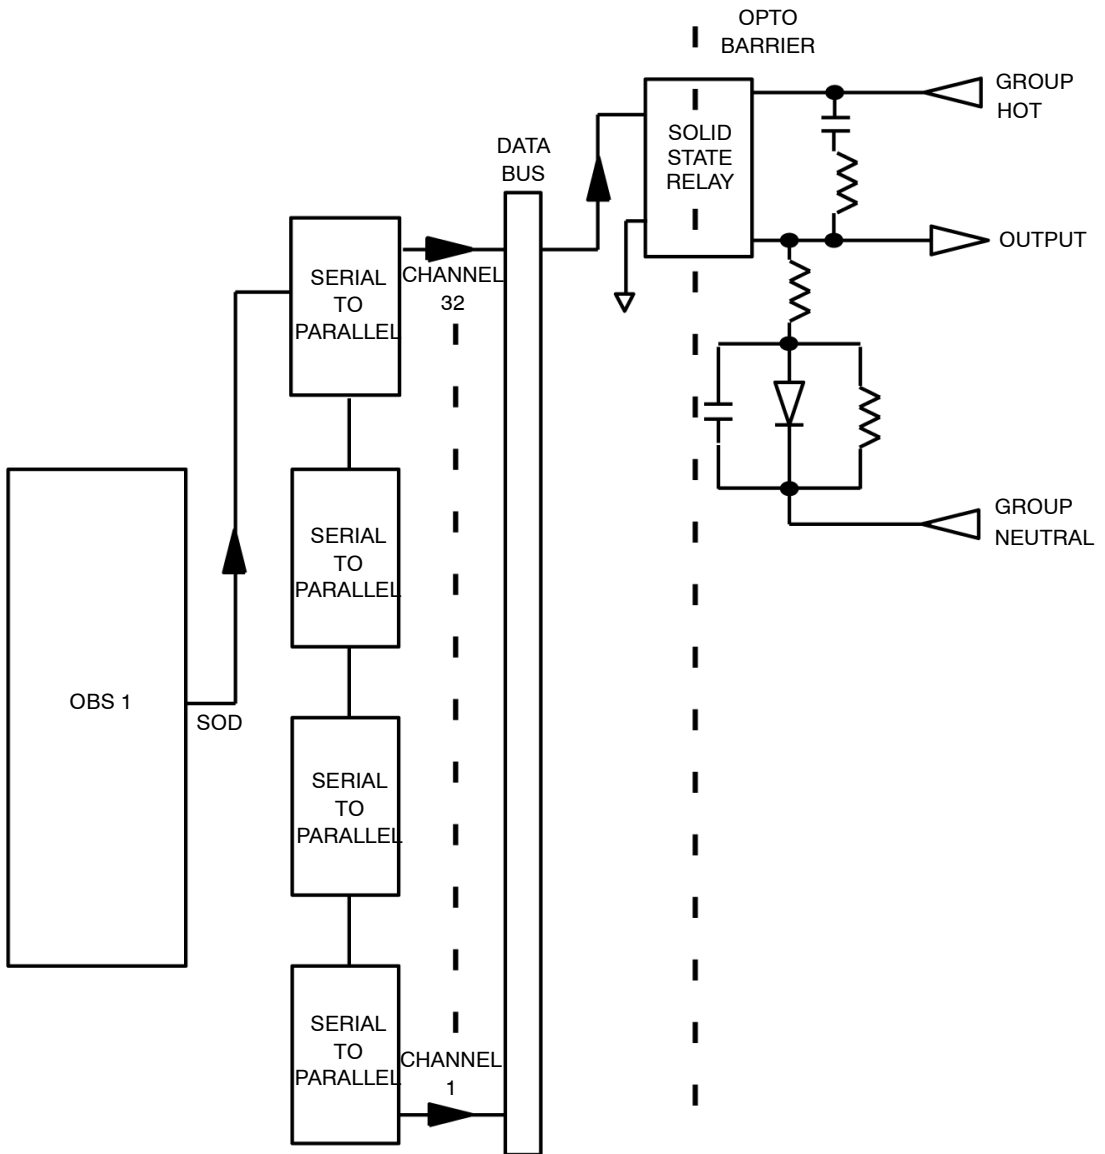 OPTO
BARRIER
GROUP
HOT
SOLID
STATE
RELAY
DATA
BUS
OUTPUT
SERIAL
TO
PARALLEL
CHANNEL
32
GROUP
NEUTRAL
SERIAL
TO
PARALLEL
OBS 1
SOD
SERIAL
TO
PARALLEL
SERIAL
TO
PARALLEL
CHANNEL
1